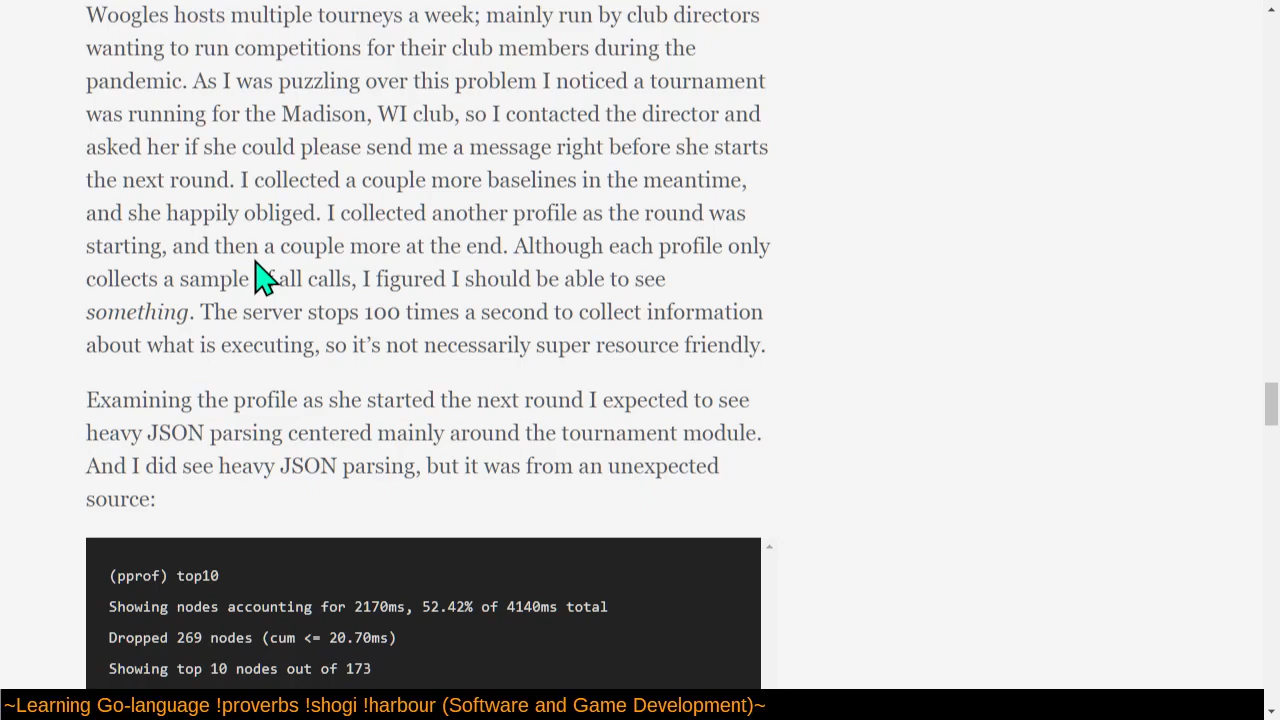 Woogles hosts multiple tourneys a week; mainly run by club directors
wanting to run competitions for their club members during the
pandemic. As I was puzzling over this problem I noticed a tournament
was running for the Madison, WI club, so I contacted the director and
asked her if she could please send me a message right before she starts
the next round. I collected a couple more baselines in the meantime,
and she happily obliged. I collected another profile as the round was
starting, and then a couple more at the end. Although each profile only
collects a sample of all calls, I figured I should be able to see
something. The server stops 100 times a second to collect information
about what is executing, so it’s not necessarily super resource friendly.
Examining the profile as she started the next round I expected to see
heavy JSON parsing centered mainly around the tournament module.
And I did see heavy JSON parsing, but it was from an unexpected
source:
(pprof) top10
Showing nodes accounting for 2170ms, 52.42% of 4140ms total
Dropped 269 nodes (cum <= 20.70ms)
Showing top 10 nodes out of 173
~Learning Go-language !proverbs !shogi !harbour (Software and Game Development)~